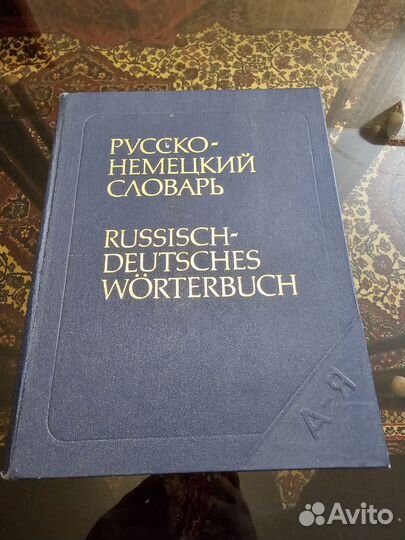 РУССКО-
НЕМЕЦКИЙ
СЛОВАРЬ
RUSSISCH-
DEUTSCHES
WÖRTERBUCH
А-Я
Avito